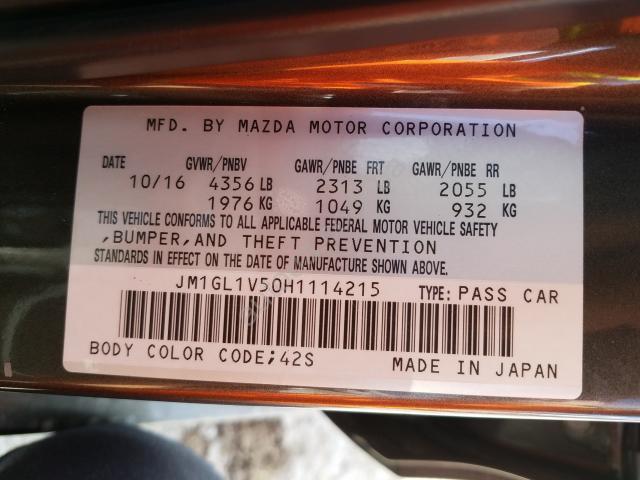 MFD. BY MAZDA MOTOR CORPORATION
DATE GVWR/PNBV GAWR/PNBE FRT GAWR/PNBE RR
10/16 4356 LB 2313 LB 2055 LB
1976 KG 1049 KG 932 KG
THIS VEHICLE CONFORMS TO ALL APPLICABLE FEDERAL MOTOR VEHICLE SAFETY
,BUMPER,AND THEFT PREVENTION
STANDARDS IN EFFECT ON THE DATE OF MANUFACTURE SHOWN ABOVE.
JM1GL1V50H1114215 TYPE: PASS CAR
BODY COLOR CODE;42S MADE IN JAPAN